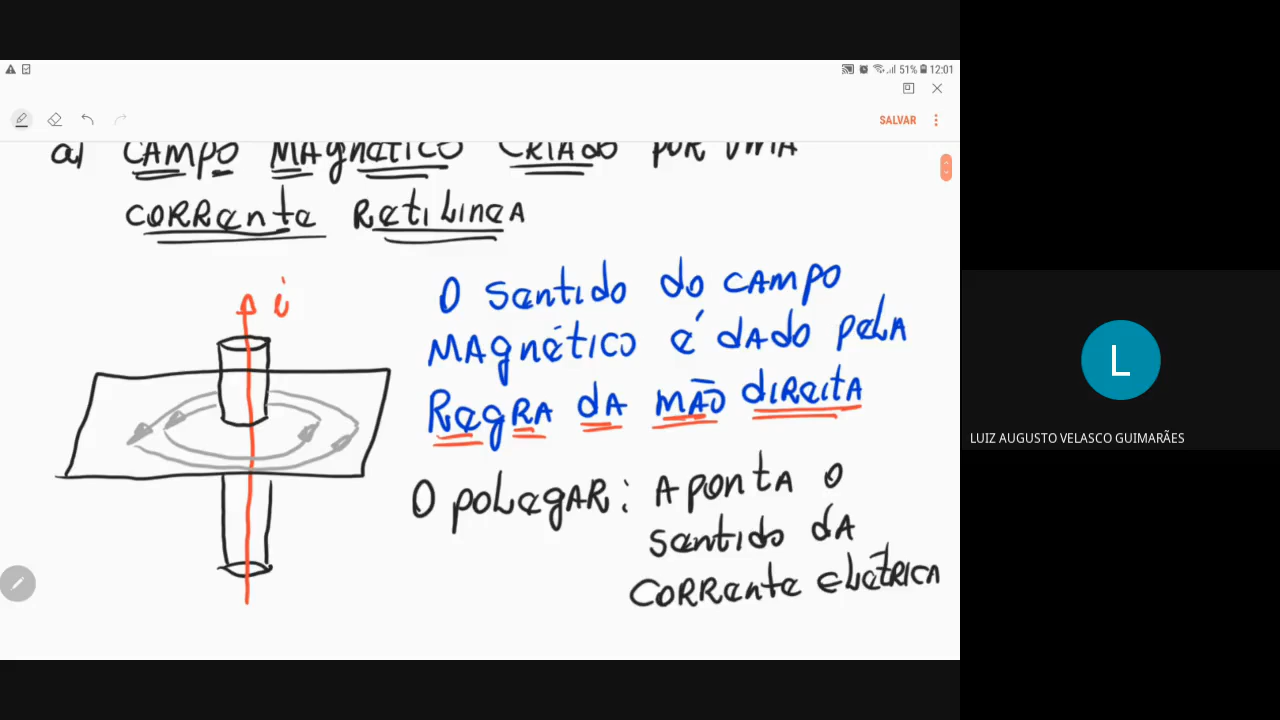 51% 12:01
SALVAR
a) CAMPO MAGNÉTICO CRIADO POR UMA
CORRENTE RETILINEA
i
O SENTIDO DO CAMPO
MAGNÉTICO É DADO PELA
REGRA DA MÃO DIREITA
O POLEGAR: APONTA O
SENTIDO DA
CORRENTE ELÉTRICA
L
LUIZ AUGUSTO VELASCO GUIMARÃES